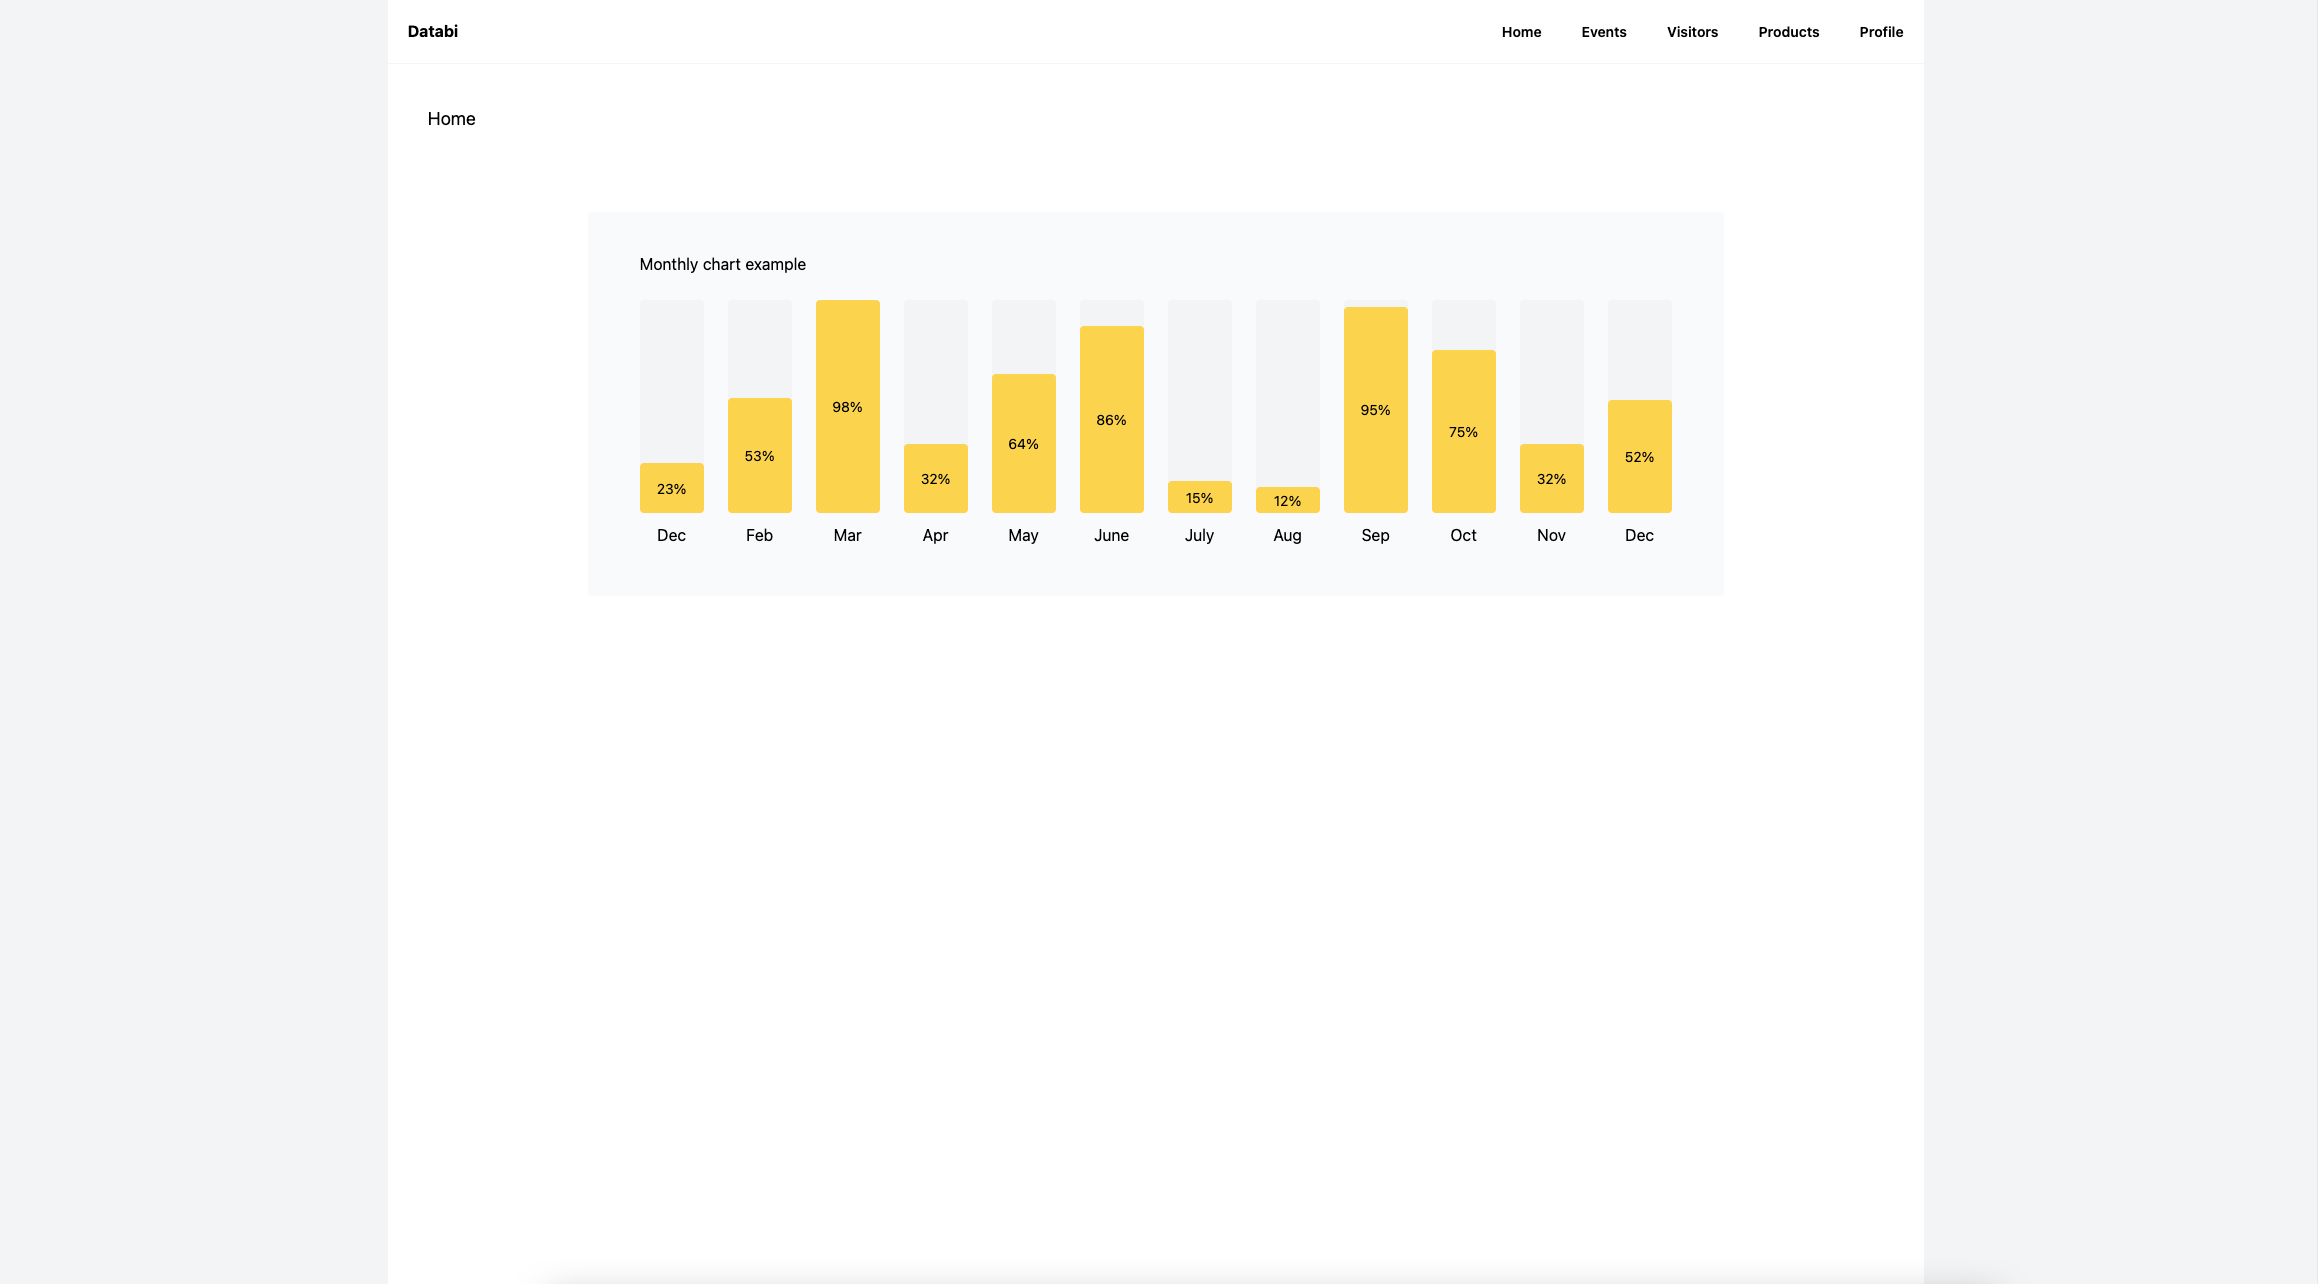 Databi Home Events Visitors Products Profile
Home
Monthly chart example
23% 53% 98% 32% 64% 86% 15% 12% 95% 75% 32% 52%
Dec Feb Mar Apr May June July Aug Sep Oct Nov Dec